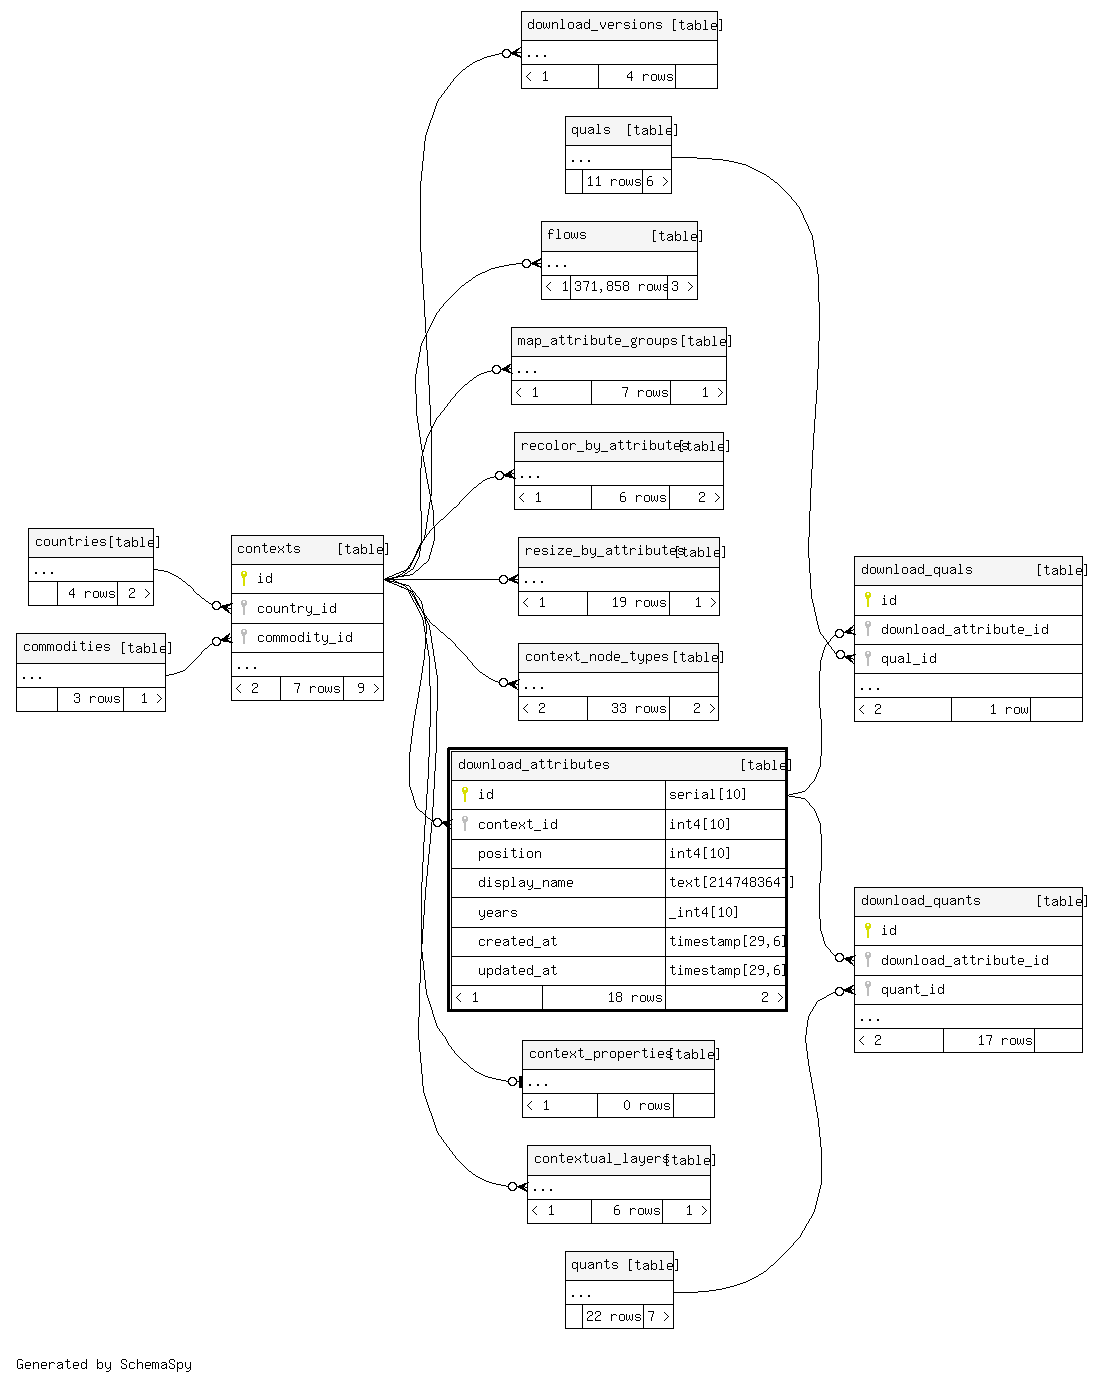 download_versions [table]
...
< 1 4 rows
quals [table]
...
11 rows 6 >
flows [table]
...
< 1 371,858 rows 3 >
map_attribute_groups [table]
...
< 1 7 rows 1 >
recolor_by_attributes [table]
...
< 1 6 rows 2 >
resize_by_attributes [table]
...
< 1 19 rows 1 >
countries [table]
...
4 rows 2 >
commodities [table]
...
3 rows 1 >
contexts [table]
id
country_id
commodity_id
...
< 2 7 rows 9 >
context_node_types [table]
...
< 2 33 rows 2 >
download_quals [table]
id
download_attribute_id
qual_id
...
< 2 1 row
download_attributes [table]
id serial[10]
context_id int4[10]
position int4[10]
display_name text[2147483647]
years _int4[10]
created_at timestamp[29,6]
updated_at timestamp[29,6]
< 1 18 rows 2 >
download_quants [table]
id
download_attribute_id
quant_id
...
< 2 17 rows
context_properties [table]
...
< 1 0 rows
contextual_layers [table]
...
< 1 6 rows 1 >
quants [table]
...
22 rows 7 >
Generated by SchemaSpy